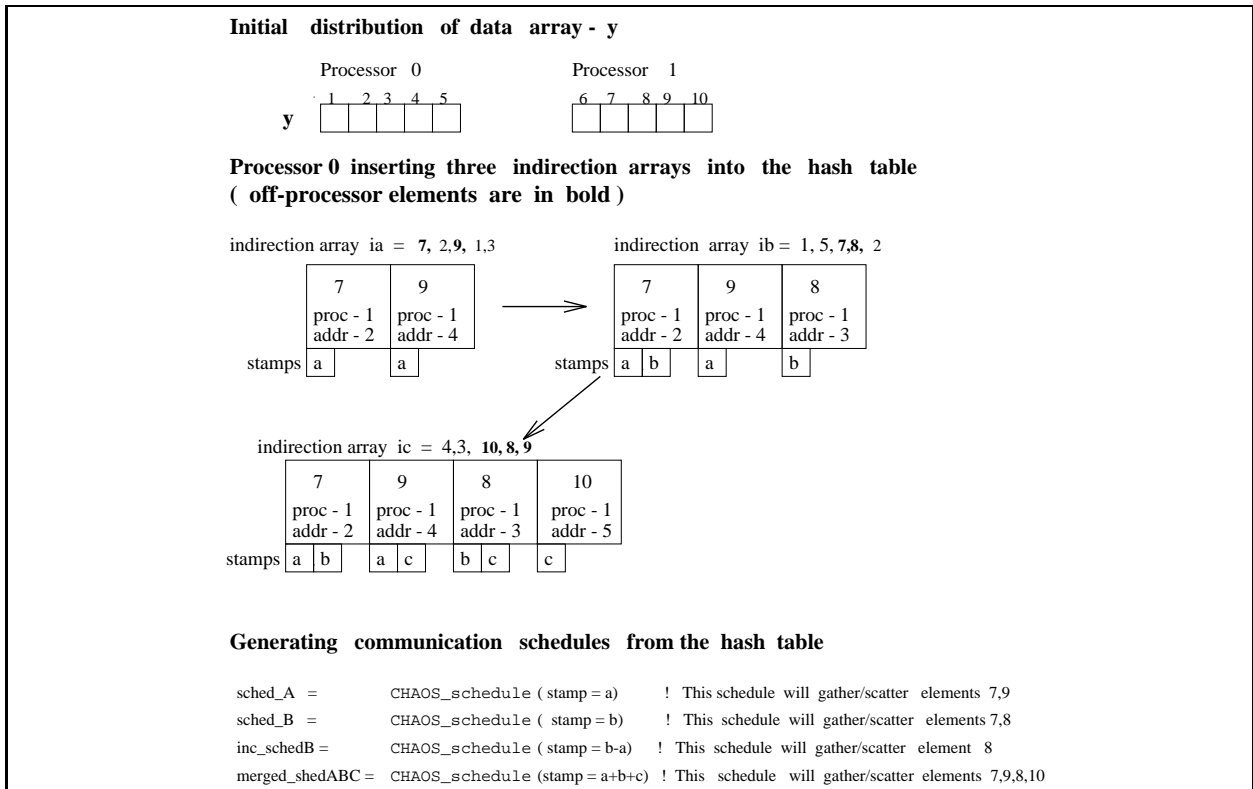 Initial distribution of data array - y
Processor 0 Processor 1
1 2 3 4 5 6 7 8 9 10
y
Processor 0 inserting three indirection arrays into the hash table
( off-processor elements are in bold )
indirection array ia = 7, 2,9, 1,3 indirection array ib = 1, 5, 7,8, 2
7 9 7 9 8
proc - 1 proc - 1 proc - 1 proc - 1 proc - 1
addr - 2 addr - 4 addr - 2 addr - 4 addr - 3
stamps a a stamps a b a b
indirection array ic = 4,3, 10, 8, 9
7 9 8 10
proc - 1 proc - 1 proc - 1 proc - 1
addr - 2 addr - 4 addr - 3 addr - 5
stamps a b a c b c c
Generating communication schedules from the hash table
sched_A = CHAOS_schedule ( stamp = a) ! This schedule will gather/scatter elements 7,9
sched_B = CHAOS_schedule ( stamp = b) ! This schedule will gather/scatter elements 7,8
inc_schedB = CHAOS_schedule ( stamp = b-a) ! This schedule will gather/scatter element 8
merged_shedABC = CHAOS_schedule (stamp = a+b+c) ! This schedule will gather/scatter elements 7,9,8,10